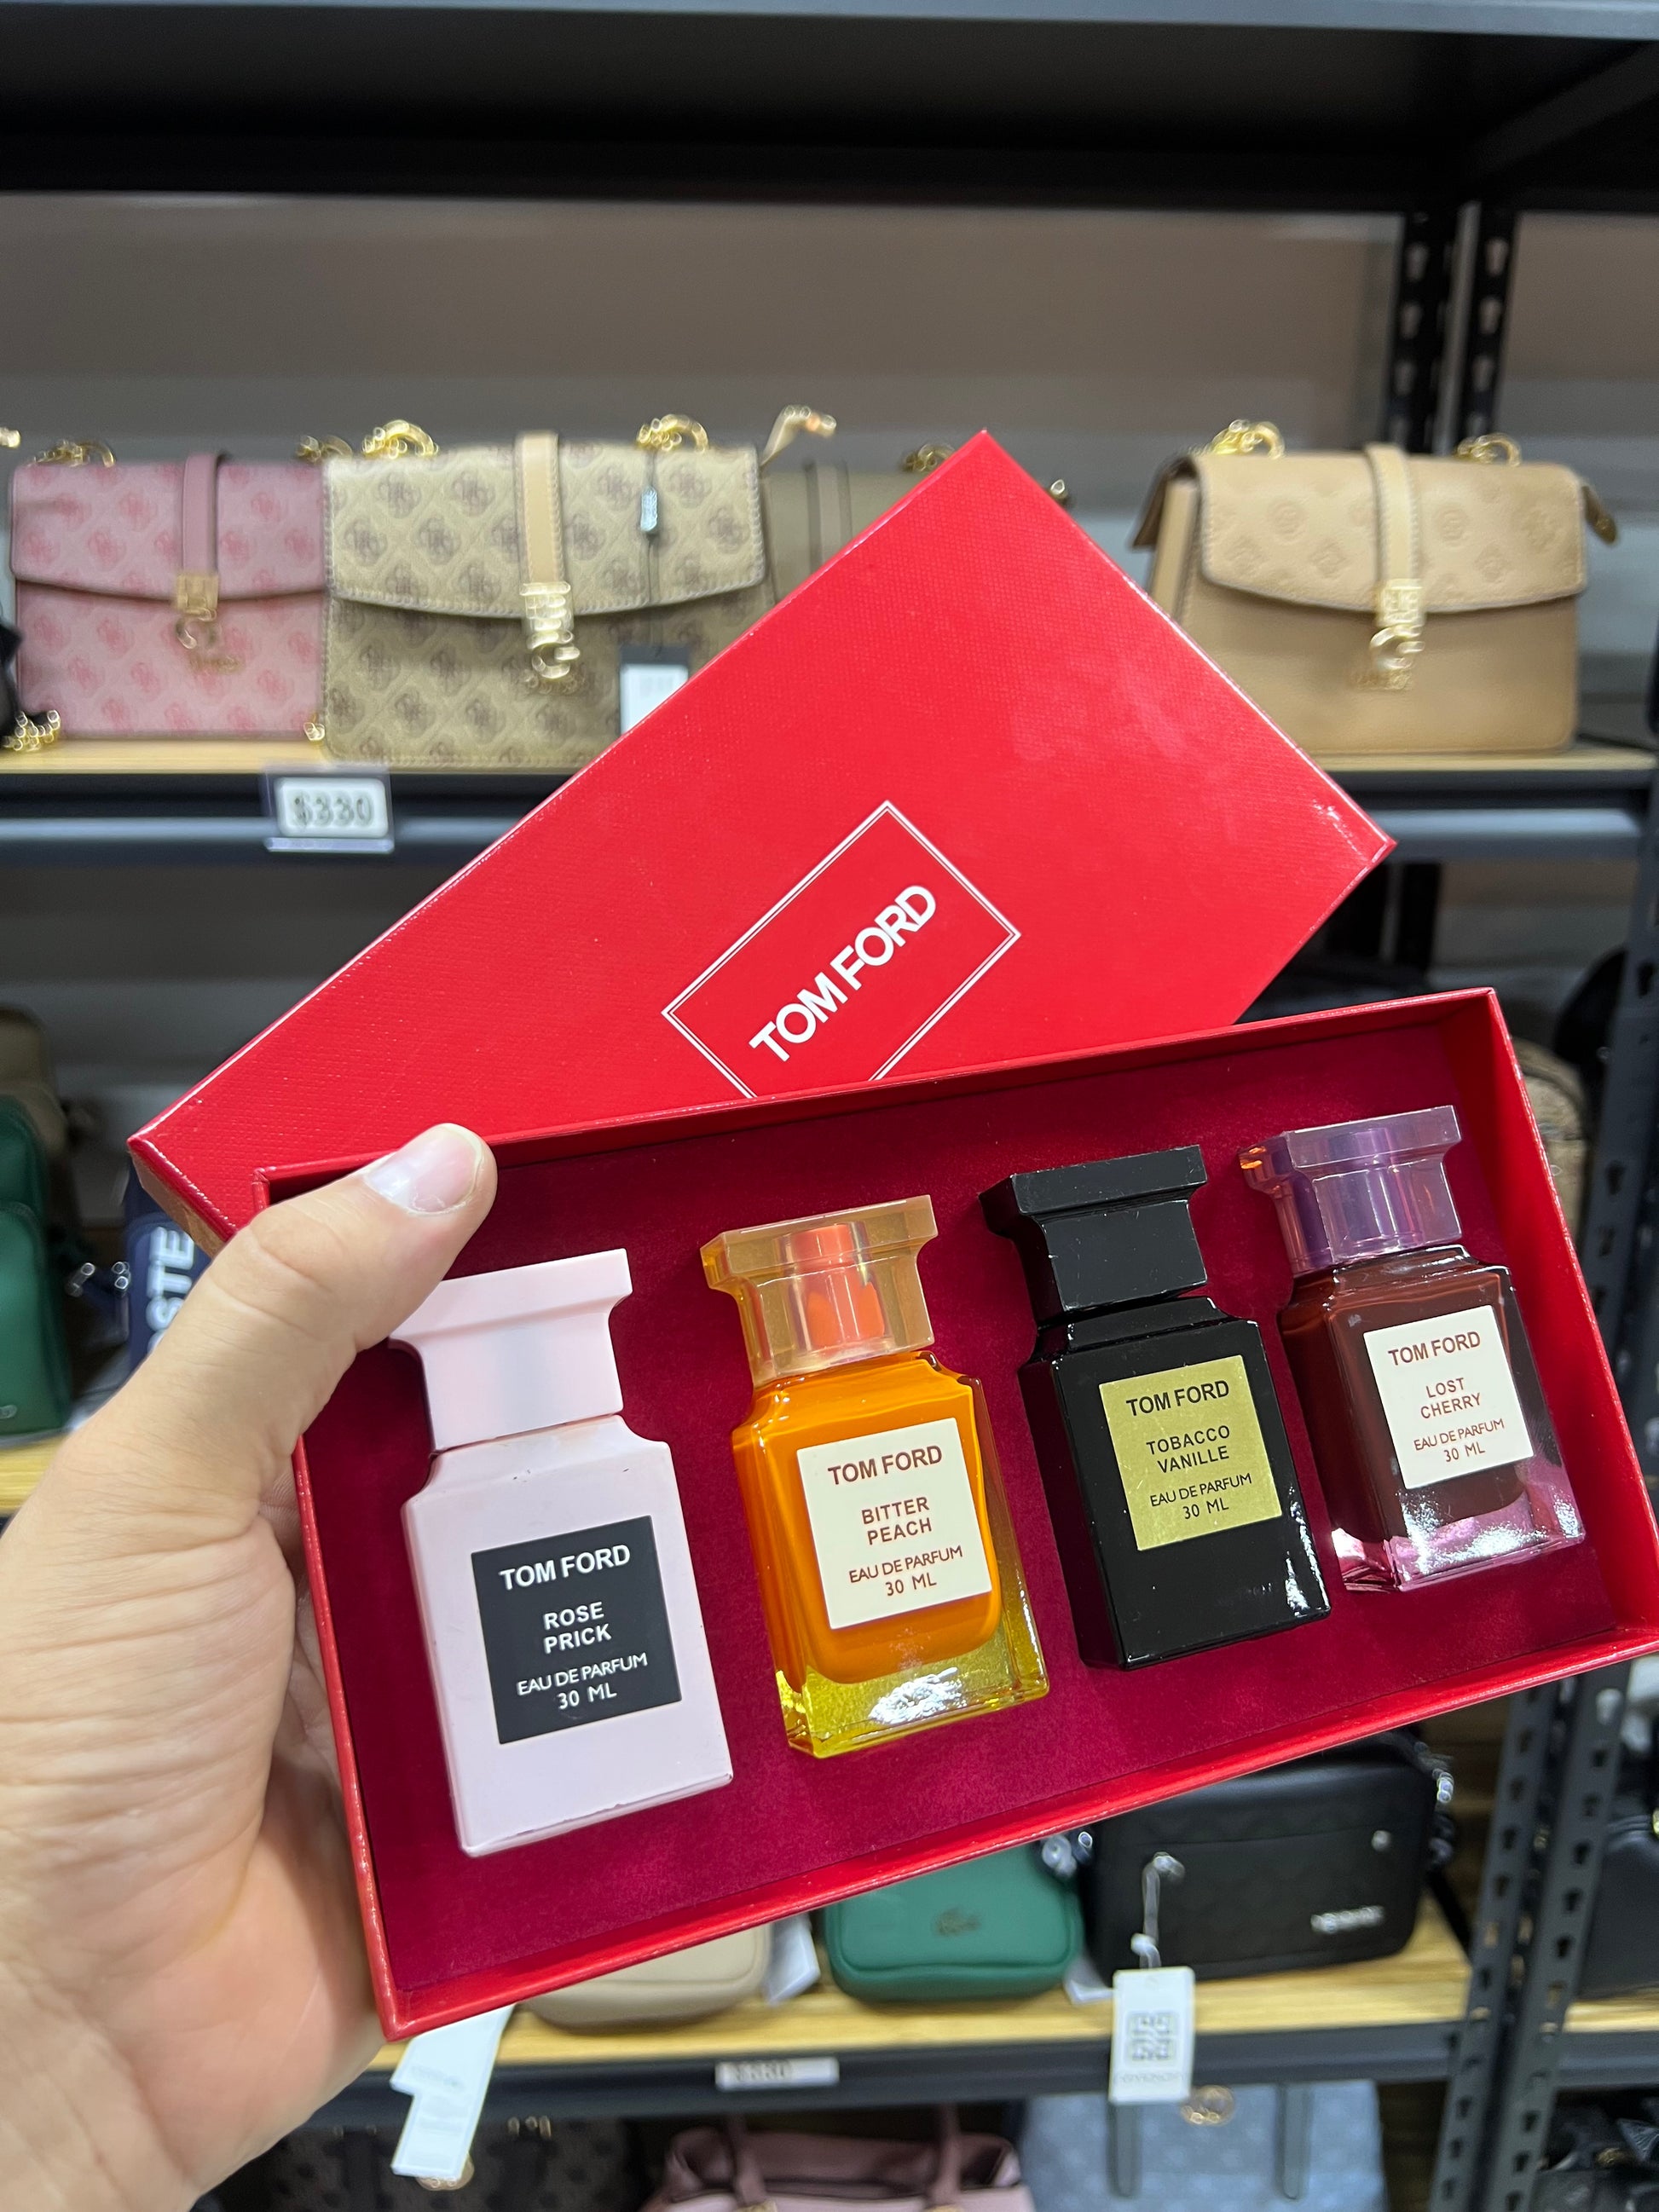 $330
TOM FORD
TOM FORD
ROSE
PRICK
EAU DE PARFUM
30 ML
TOM FORD
BITTER
PEACH
EAU DE PARFUM
30 ML
TOM FORD
TOBACCO
VANILLE
EAU DE PARFUM
30 ML
TOM FORD
LOST
CHERRY
EAU DE PARFUM
30 ML